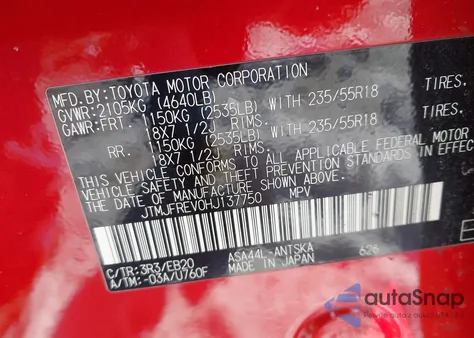 MFD.BY:TOYOTA MOTOR CORPORATION
GVWR:2105KG (4640LB)
GAWR:FRT. 1150KG (2535LB) WITH 235/55R18 TIRES.
18X7 1/2J RIMS.
RR. 1150KG (2535LB) WITH 235/55R18 TIRES.
18X7 1/2J RIMS.
THIS VEHICLE CONFORMS TO ALL APPLICABLE FEDERAL MOTOR
VEHICLE SAFETY AND THEFT PREVENTION STANDARDS IN EFFECT
THE DATE OF MANUFACTURE SHOWN ABOVE.
JTMJFREV0HJ137750 MPV
C/TR:3R3/EB20 ASA44L-ANTSKA 626
A/TM:-03A/U760F MADE IN JAPAN
autaSnap